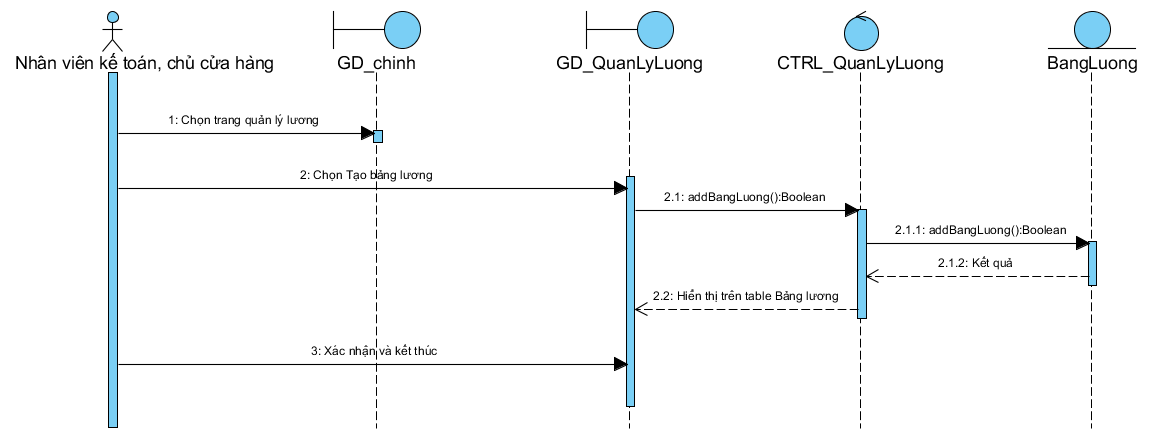 Nhân viên kế toán, chủ cửa hàng
GD_chinh
GD_QuanLyLuong
CTRL_QuanLyLuong
BangLuong
1: Chọn trang quản lý lương
2: Chọn Tạo bảng lương
2.1: addBangLuong():Boolean
2.1.1: addBangLuong():Boolean
2.1.2: Kết quả
2.2: Hiển thị trên table Bảng lương
3: Xác nhận và kết thúc